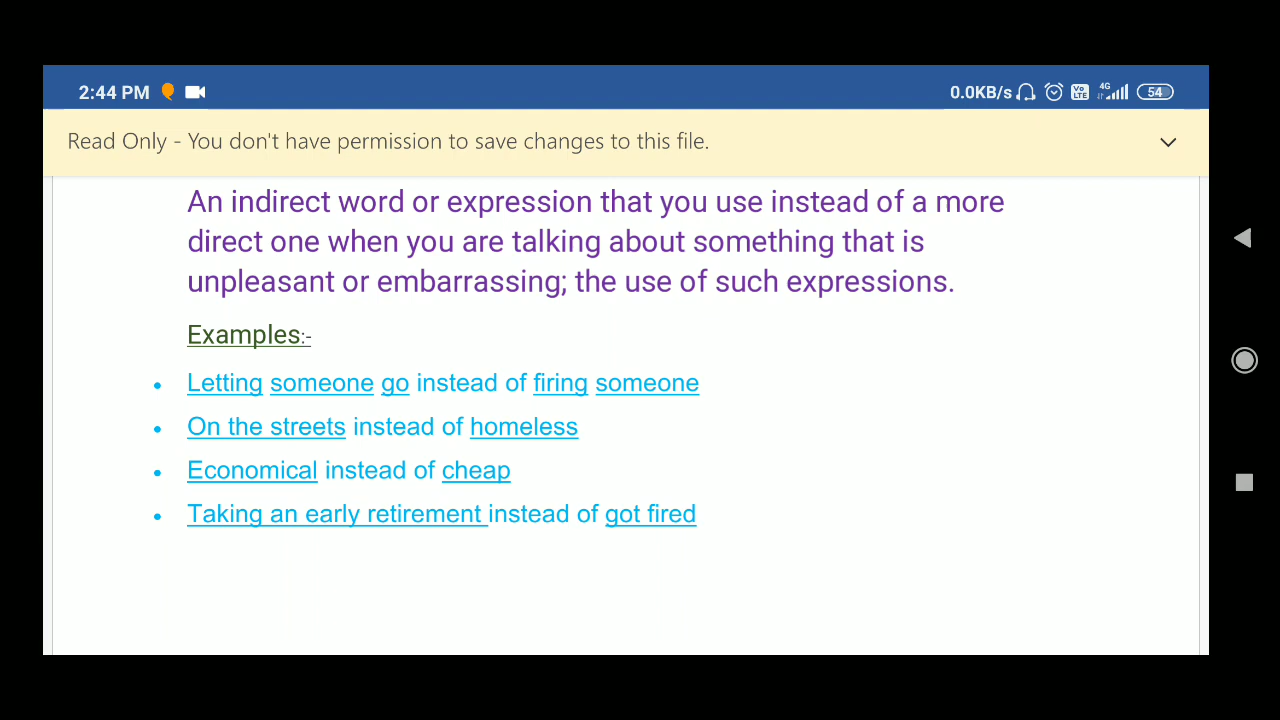 2:44 PM 0.0KB/s Vo LTE 4G 54
Read Only - You don't have permission to save changes to this file.
An indirect word or expression that you use instead of a more
direct one when you are talking about something that is
unpleasant or embarrassing; the use of such expressions.
Examples:-
• Letting someone go instead of firing someone
• On the streets instead of homeless
• Economical instead of cheap
• Taking an early retirement instead of got fired